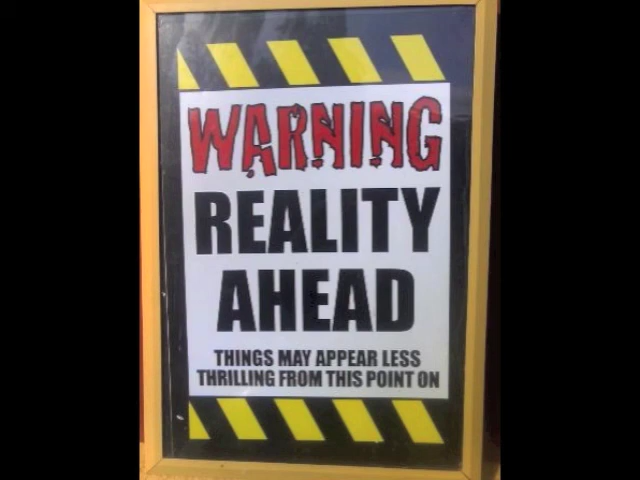 WARNING
REALITY
AHEAD
THINGS MAY APPEAR LESS
THRILLING FROM THIS POINT ON